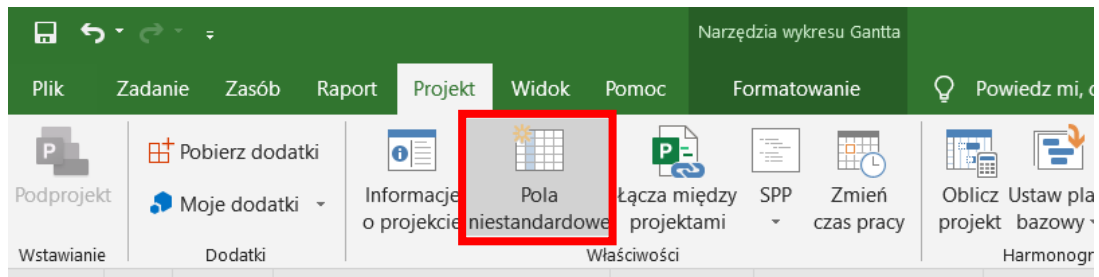 Narzędzia wykresu Gantta
Plik Zadanie Zasób Raport Projekt Widok Pomoc Formatowanie Powiedz mi,
Podprojekt
Pobierz dodatki
Moje dodatki
Informacje
o projekcie
Pola
niestandardowe
Łącza między
projektami
SPP
Zmień
czas pracy
Oblicz
projekt
Ustaw pla
bazowy
Wstawianie Dodatki Właściwości Harmonogr